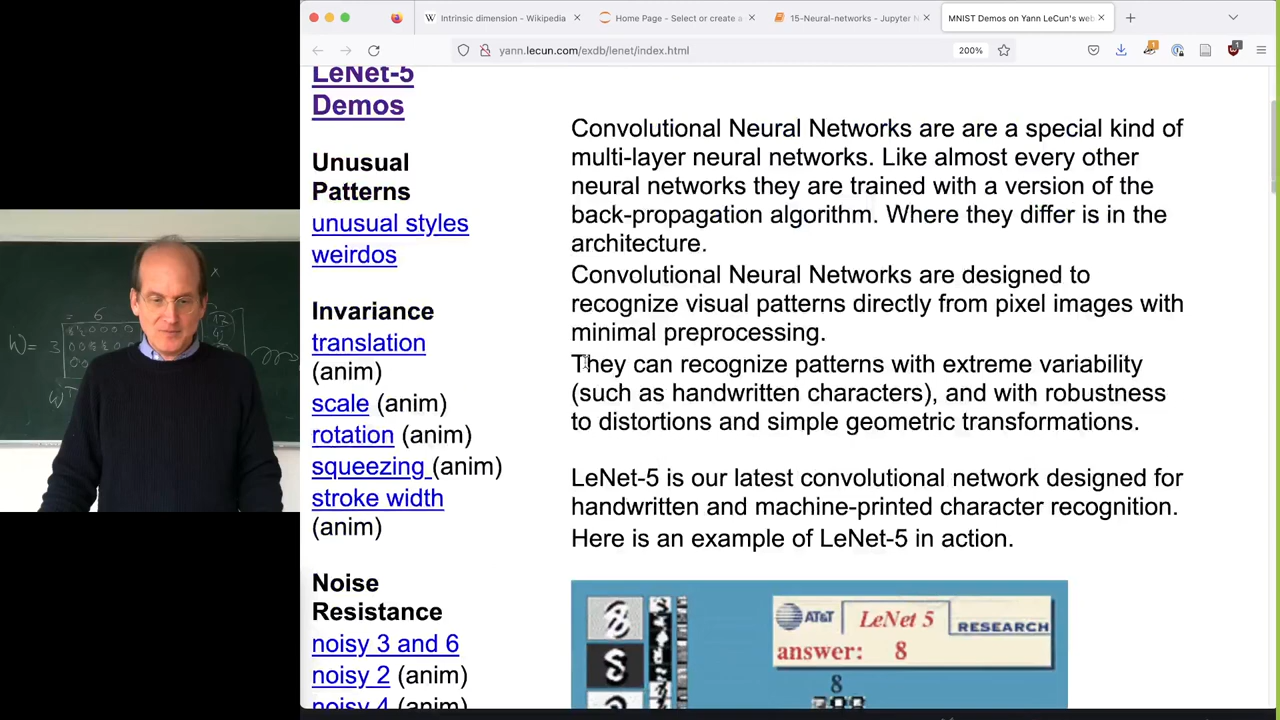 Intrinsic dimension - Wikipedia
Home Page - Select or create a
15-Neural-networks - Jupyter N
MNIST Demos on Yann LeCun's web
yann.lecun.com/exdb/lenet/index.html
200%
LeNet-5
Demos
Unusual
Patterns
unusual styles
weirdos
Invariance
translation
(anim)
scale (anim)
rotation (anim)
squeezing (anim)
stroke width
(anim)
Noise
Resistance
noisy 3 and 6
noisy 2 (anim)
noisy 4 (anim)
Convolutional Neural Networks are are a special kind of
multi-layer neural networks. Like almost every other
neural networks they are trained with a version of the
back-propagation algorithm. Where they differ is in the
architecture.
Convolutional Neural Networks are designed to
recognize visual patterns directly from pixel images with
minimal preprocessing.
They can recognize patterns with extreme variability
(such as handwritten characters), and with robustness
to distortions and simple geometric transformations.
LeNet-5 is our latest convolutional network designed for
handwritten and machine-printed character recognition.
Here is an example of LeNet-5 in action.
AT&T
LeNet 5
RESEARCH
answer: 8
8
W =